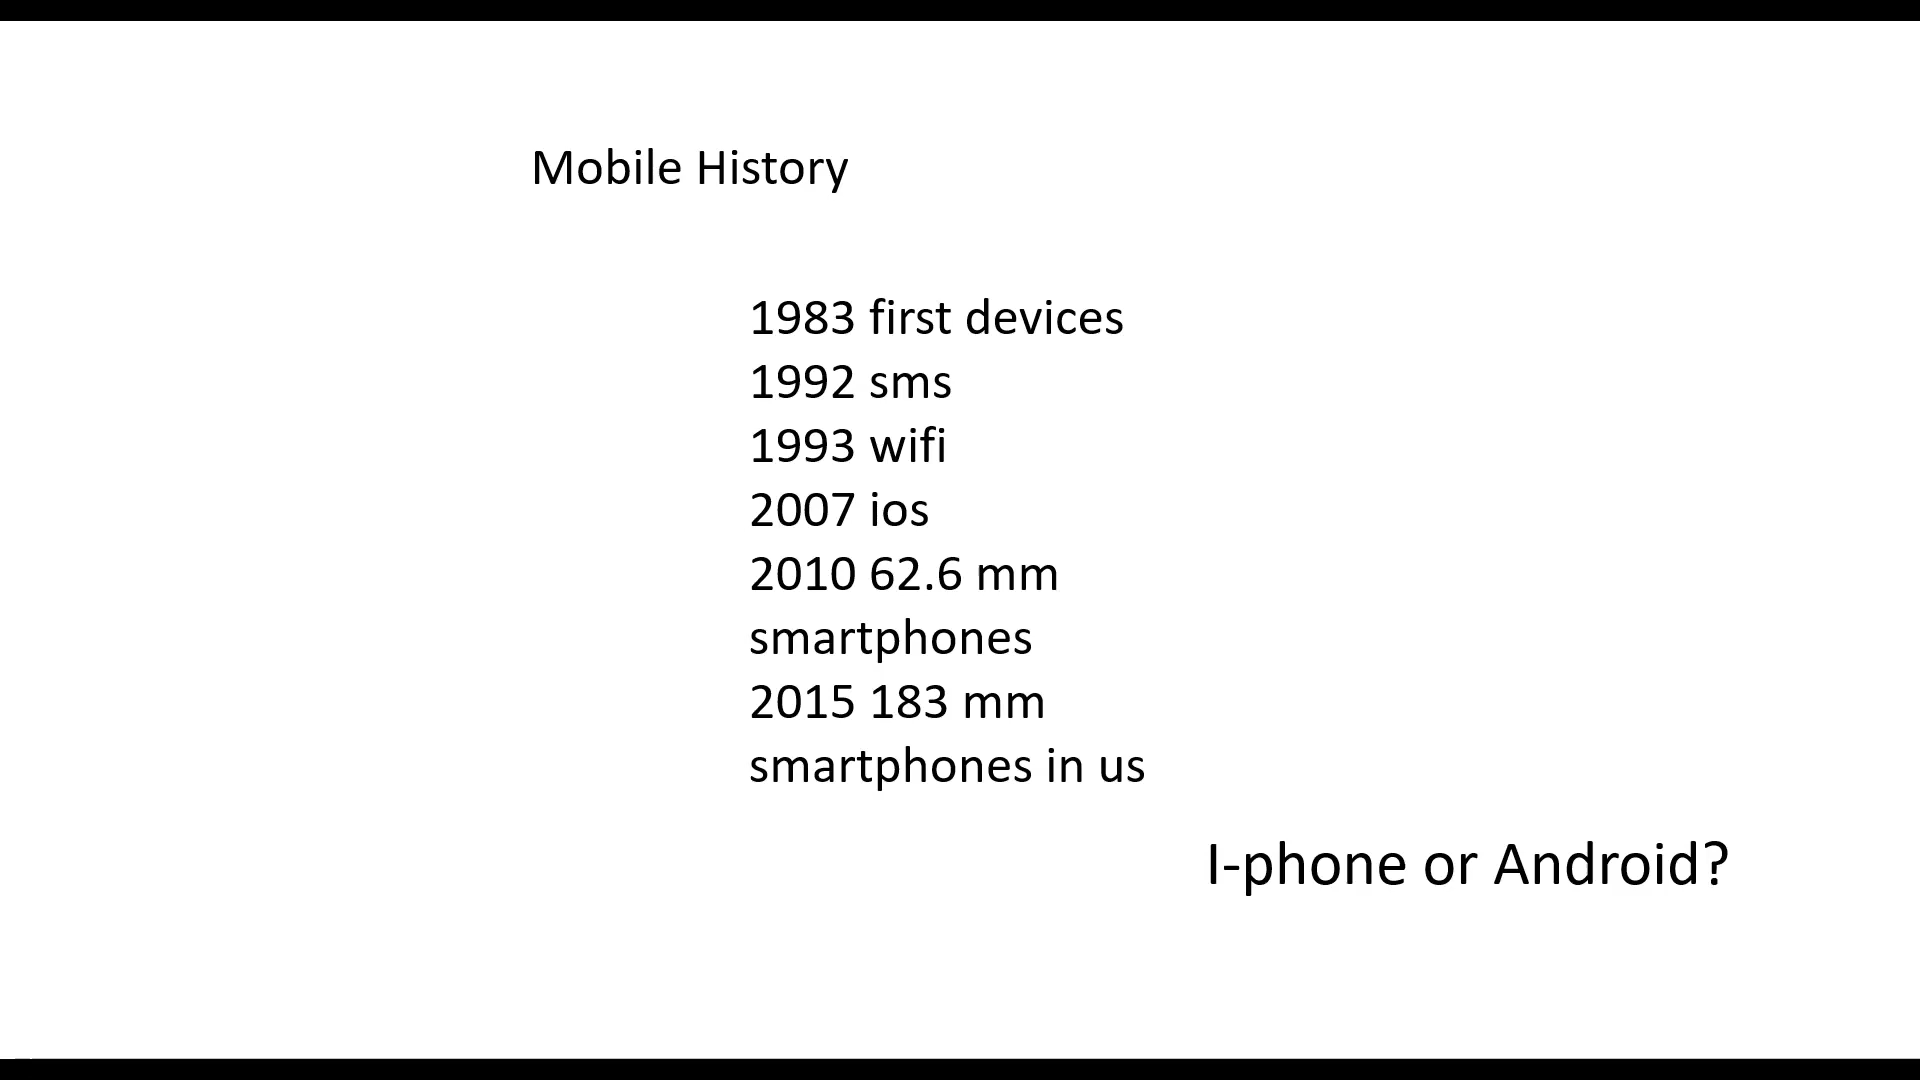 Mobile History
1983 first devices
1992 sms
1993 wifi
2007 ios
2010 62.6 mm
smartphones
2015 183 mm
smartphones in us
I-phone or Android?